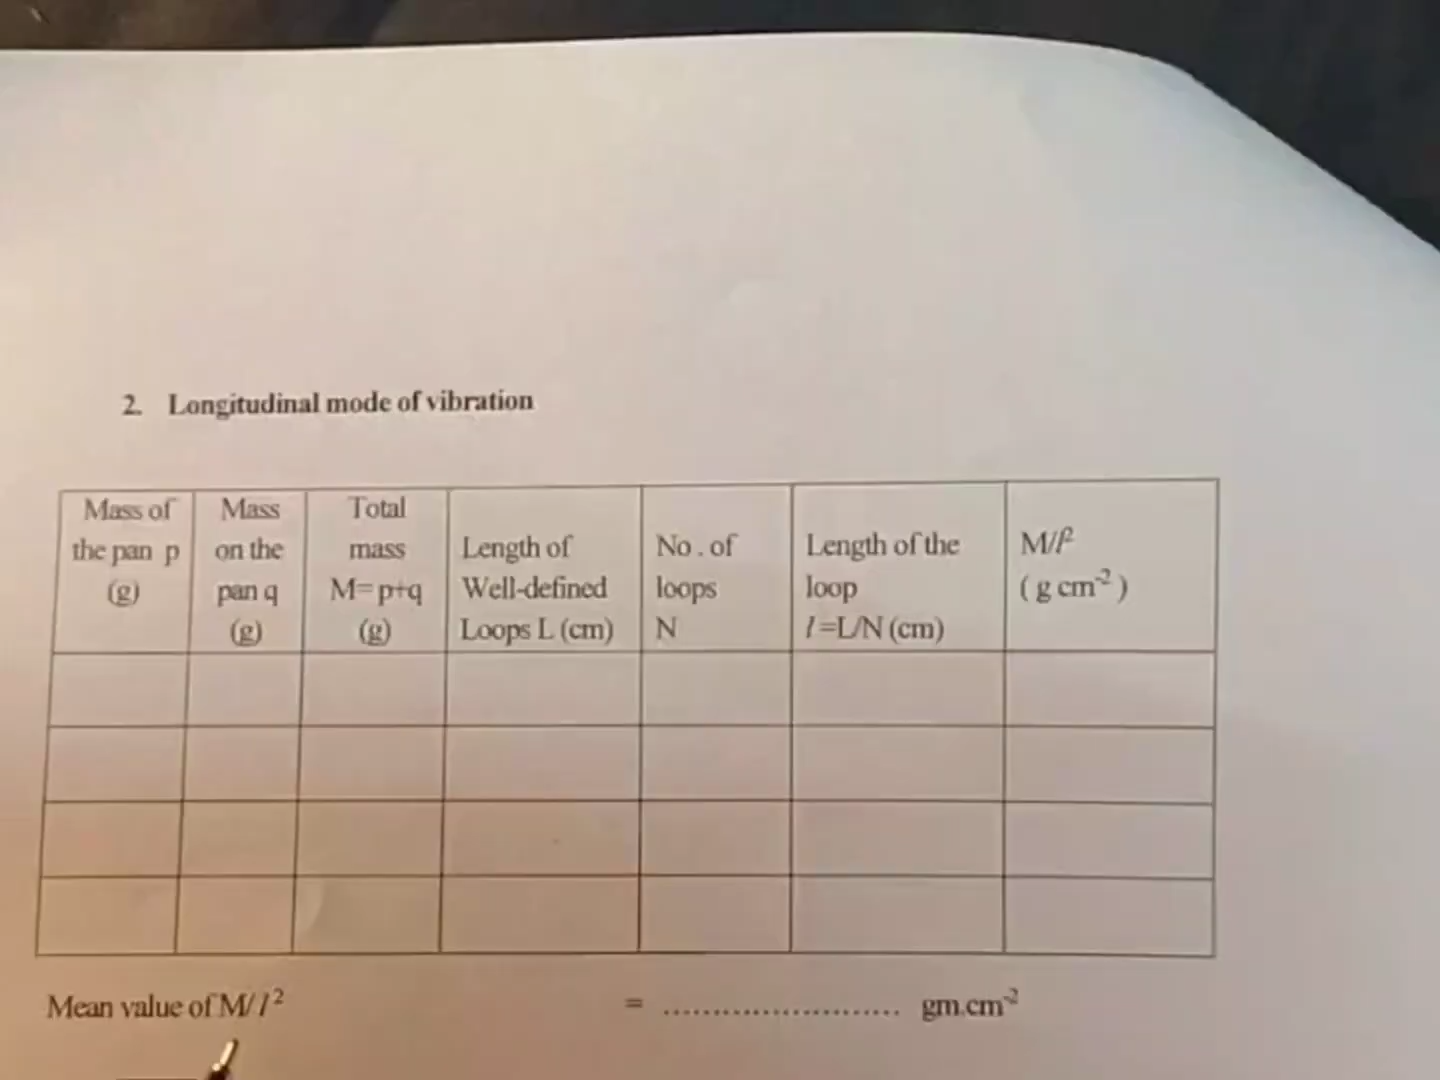 2. Longitudinal mode of vibration
Mass of the pan p (g)
Mass on the pan q (g)
Total mass M=p+q (g)
Length of Well-defined Loops L (cm)
No. of loops N
Length of the loop l=L/N (cm)
M/l² (g cm⁻²)
Mean value of M/l² = ........................ gm.cm⁻²